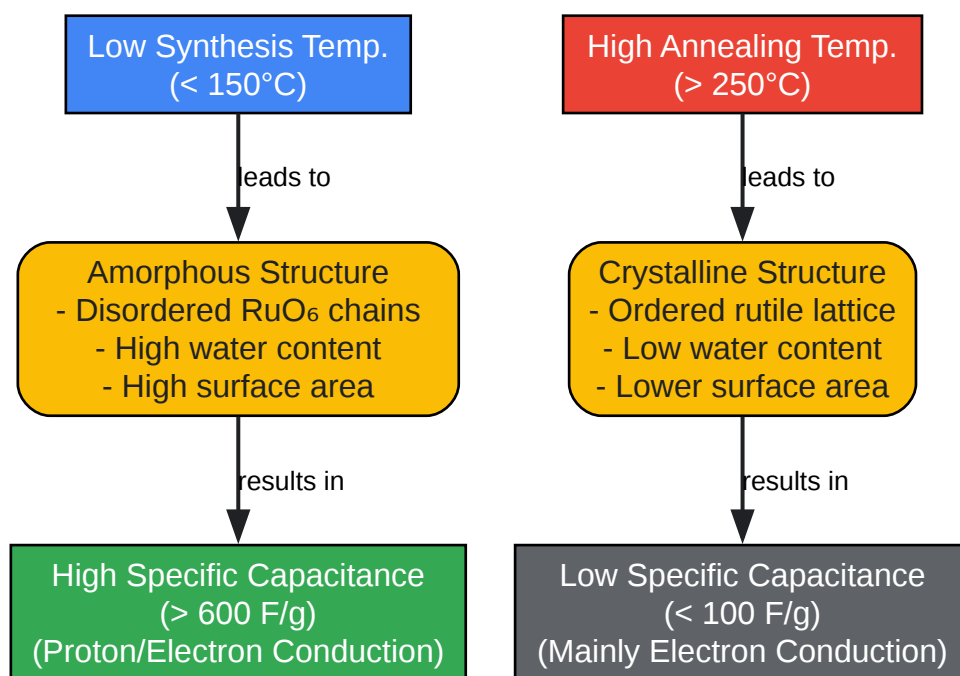 Low Synthesis Temp.
(< 150°C)
leads to
Amorphous Structure
- Disordered RuO₆ chains
- High water content
- High surface area
results in
High Specific Capacitance
(> 600 F/g)
(Proton/Electron Conduction)
High Annealing Temp.
(> 250°C)
leads to
Crystalline Structure
- Ordered rutile lattice
- Low water content
- Lower surface area
results in
Low Specific Capacitance
(< 100 F/g)
(Mainly Electron Conduction)